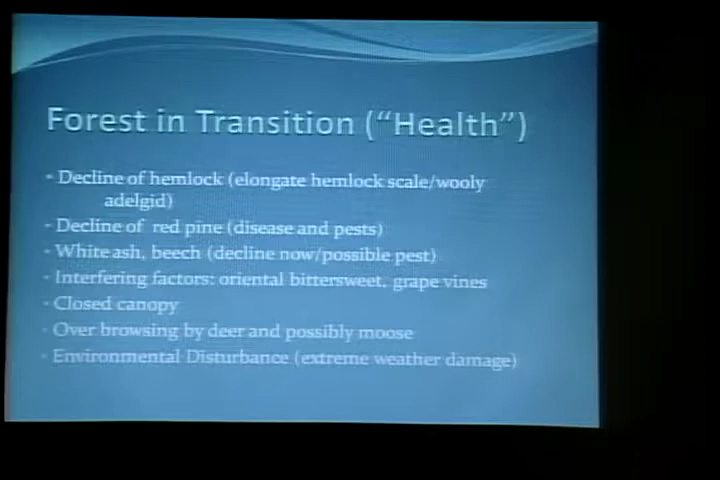 Forest in Transition ("Health")
- Decline of hemlock (elongate hemlock scale/wooly
adelgid)
- Decline of red pine (disease and pests)
- White ash, beech (decline now/possible pest)
- Interfering factors: oriental bittersweet, grape vines
- Closed canopy
- Over browsing by deer and possibly moose
- Environmental Disturbance (extreme weather damage)